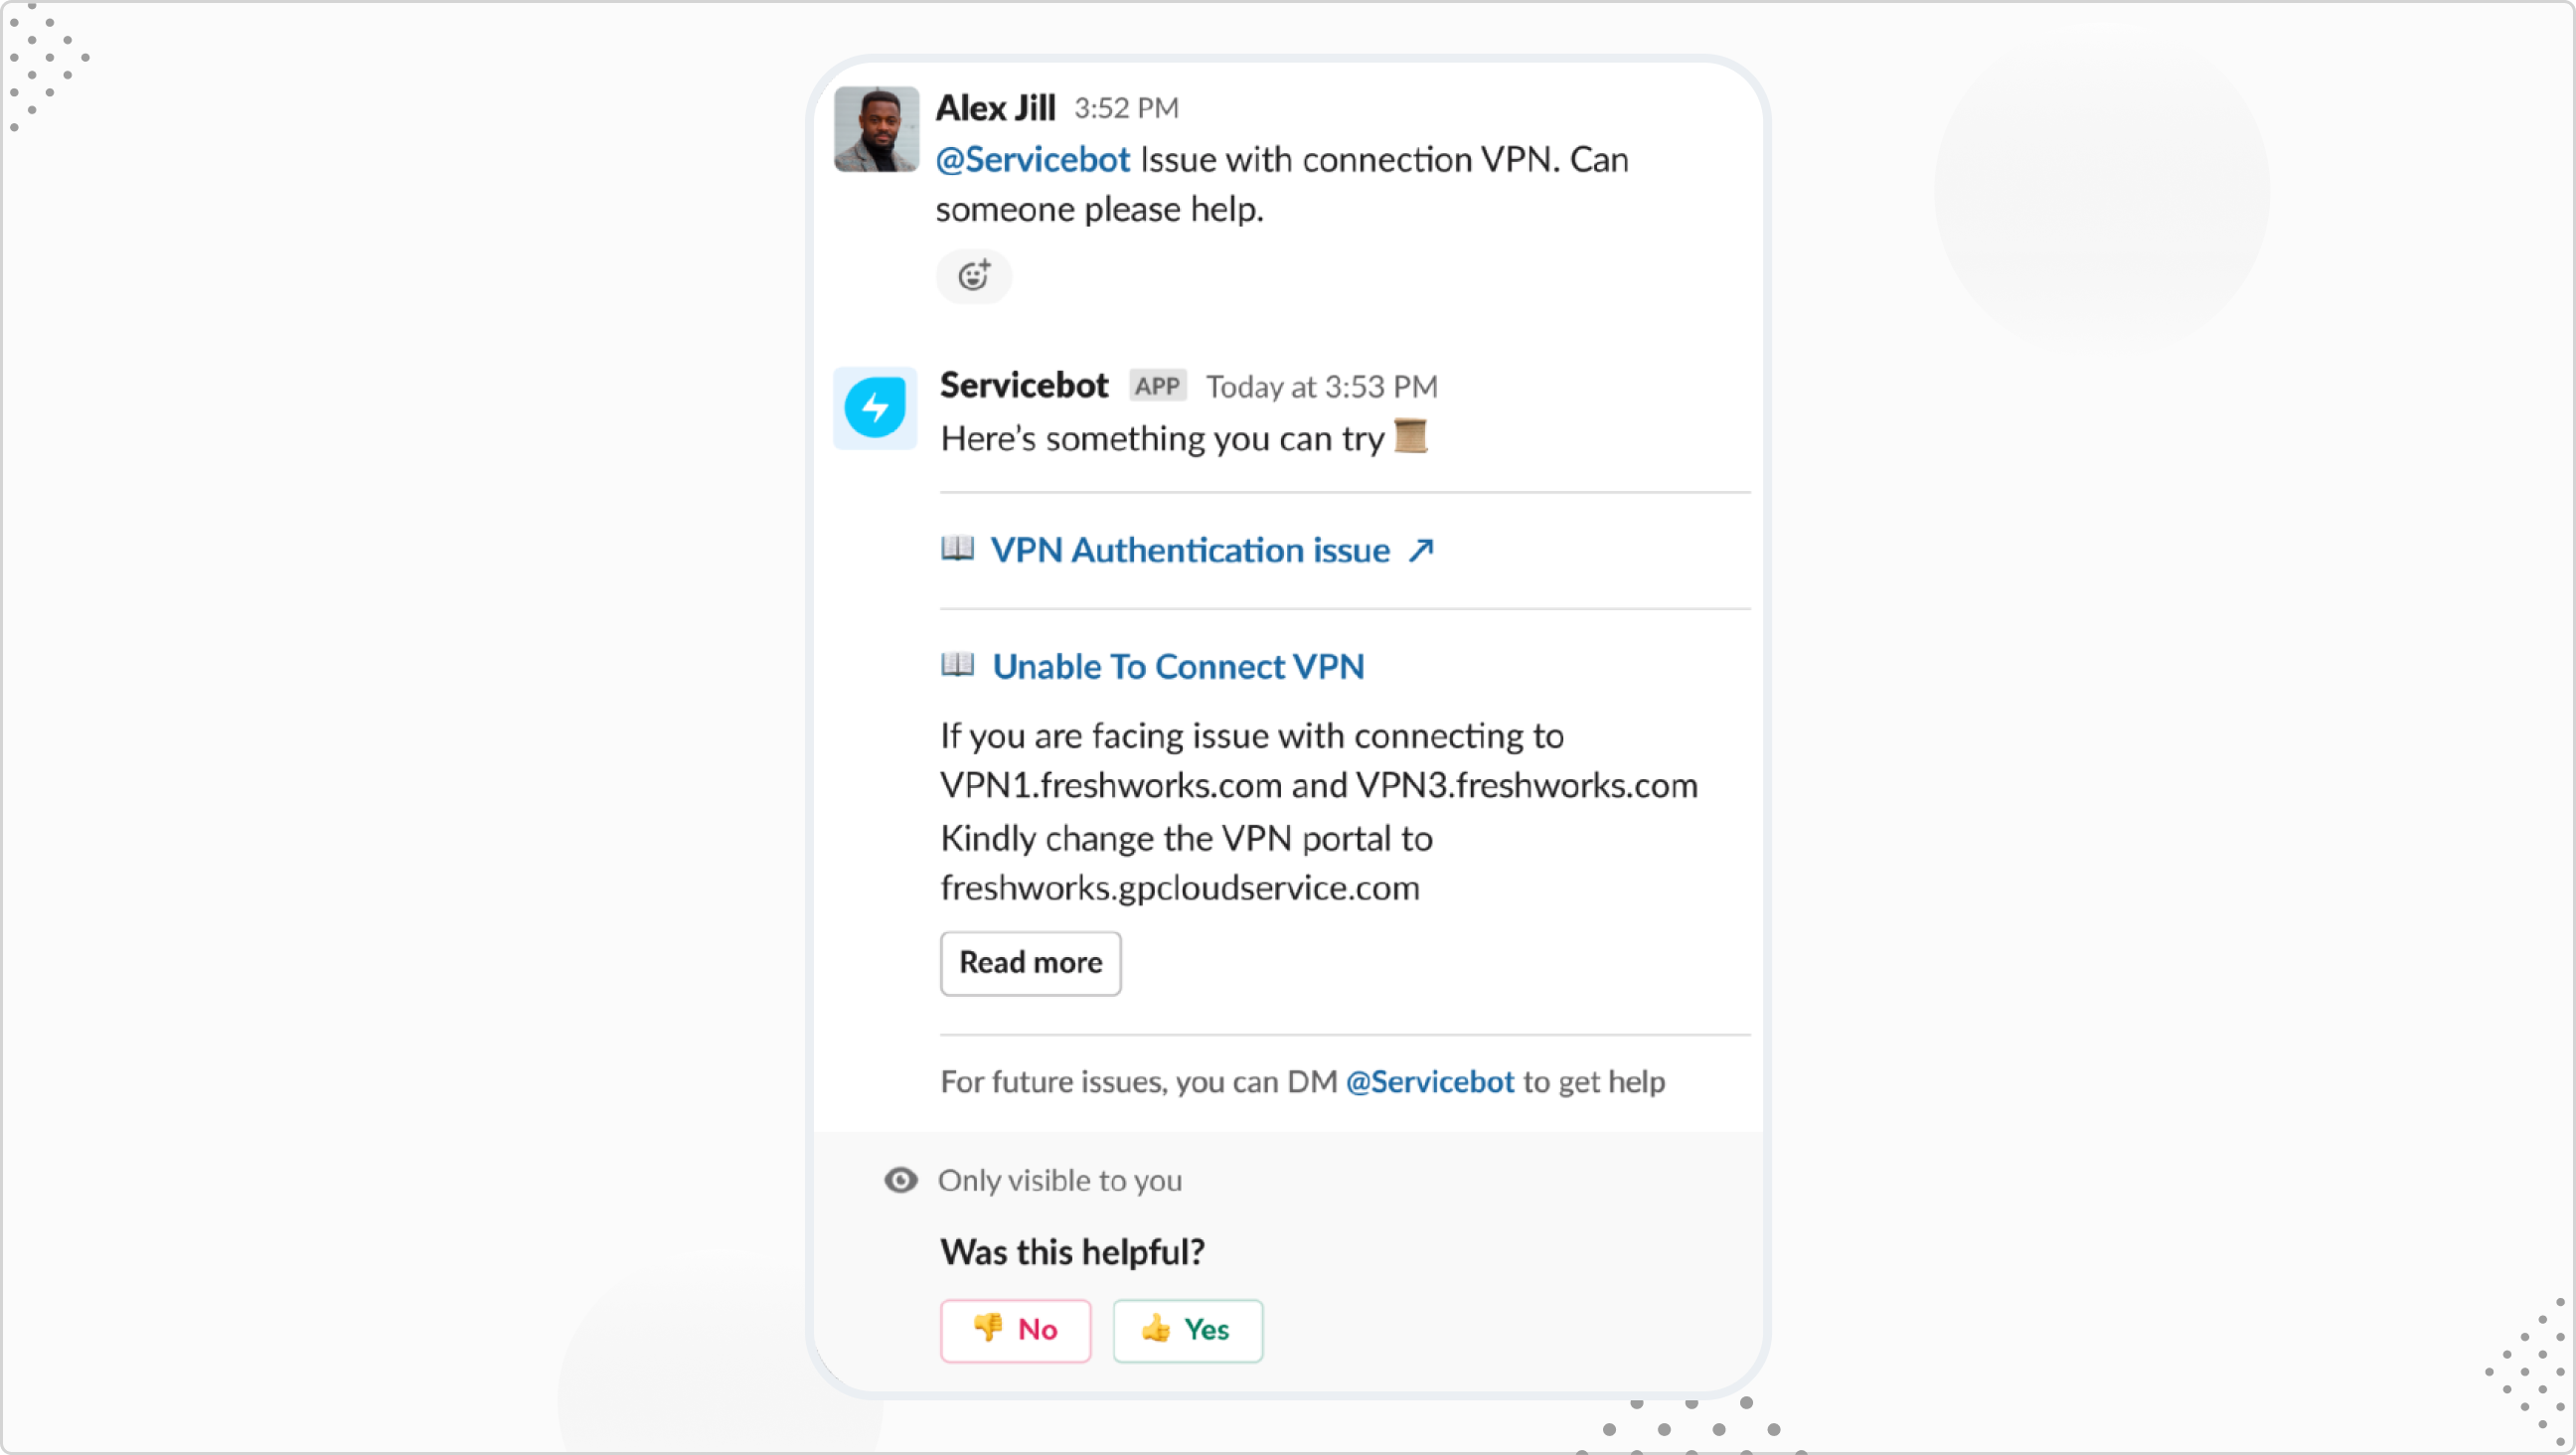 Alex Jill 3:52 PM
@Servicebot Issue with connection VPN. Can
someone please help.
Servicebot APP Today at 3:53 PM
Here’s something you can try
VPN Authentication issue ↗
Unable To Connect VPN
If you are facing issue with connecting to
VPN1.freshworks.com and VPN3.freshworks.com
Kindly change the VPN portal to
freshworks.gpcloudservice.com
Read more
For future issues, you can DM @Servicebot to get help
Only visible to you
Was this helpful?
No Yes